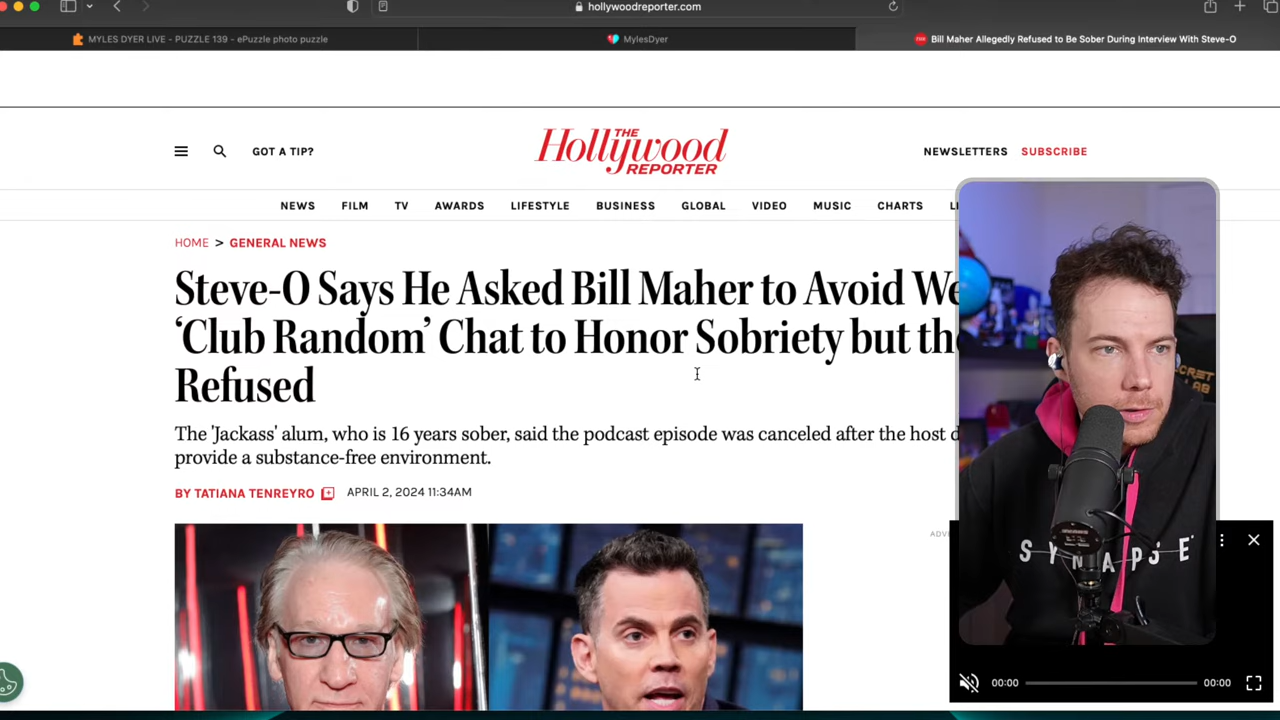 hollywoodreporter.com
MYLES DYER LIVE - PUZZLE 139 - ePuzzle photo puzzle
MylesDyer
Bill Maher Allegedly Refused to Be Sober During Interview With Steve-O
GOT A TIP?
THE
Hollywood
REPORTER
NEWSLETTERS SUBSCRIBE
NEWS FILM TV AWARDS LIFESTYLE BUSINESS GLOBAL VIDEO MUSIC CHARTS
HOME > GENERAL NEWS
Steve-O Says He Asked Bill Maher to Avoid We
‘Club Random’ Chat to Honor Sobriety but the
Refused
The 'Jackass' alum, who is 16 years sober, said the podcast episode was canceled after the host d
provide a substance-free environment.
BY TATIANA TENREYRO APRIL 2, 2024 11:34AM
SYNAPSE
00:00 00:00